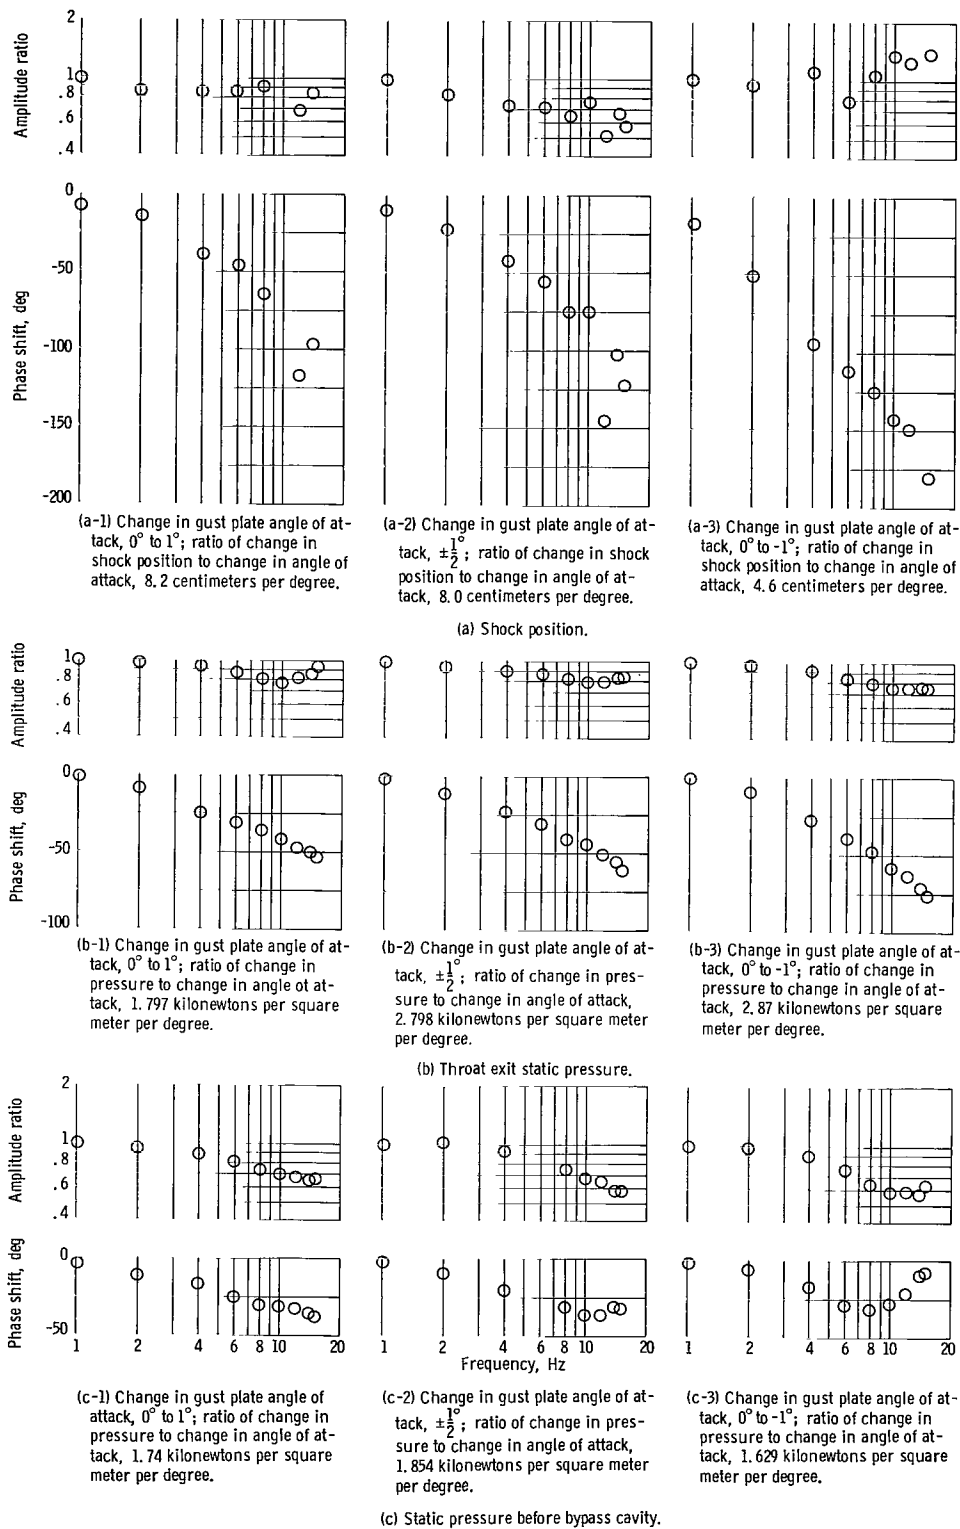 2
1
.8
.6
.4
Amplitude ratio
0
-50
-100
-150
-200
Phase shift, deg
(a-1) Change in gust plate angle of at-
tack, 0° to 1°; ratio of change in
shock position to change in angle of
attack, 8.2 centimeters per degree.
(a-2) Change in gust plate angle of at-
tack, ±1/2°; ratio of change in shock
position to change in angle of at-
tack, 8.0 centimeters per degree.
(a-3) Change in gust plate angle of at-
tack, 0° to -1°; ratio of change in
shock position to change in angle of
attack, 4.6 centimeters per degree.
(a) Shock position.
1
.8
.6
.4
Amplitude ratio
0
-50
-100
Phase shift, deg
(b-1) Change in gust plate angle of at-
tack, 0° to 1°; ratio of change in
pressure to change in angle ot at-
tack, 1.797 kilonewtons per square
meter per degree.
(b-2) Change in gust plate angle of at-
tack, ±1/2°; ratio of change in pres-
sure to change in angle of attack,
2.798 kilonewtons per square meter
per degree.
(b-3) Change in gust plate angle of at-
tack, 0° to -1°; ratio of change in
pressure to change in angle of at-
tack, 2.87 kilonewtons per square
meter per degree.
(b) Throat exit static pressure.
2
1
.8
.6
.4
Amplitude ratio
0
-50
Phase shift, deg
1 2 4 6 8 10 20
1 2 4 6 8 10 20
1 2 4 6 8 10 20
Frequency, Hz
(c-1) Change in gust plate angle of
attack, 0° to 1°; ratio of change in
pressure to change in angle of at-
tack, 1.74 kilonewtons per square
meter per degree.
(c-2) Change in gust plate angle of at-
tack, ±1/2°; ratio of change in pres-
sure to change in angle of attack,
1.854 kilonewtons per square meter
per degree.
(c-3) Change in gust plate angle of at-
tack, 0° to -1°; ratio of change in
pressure to change in angle of at-
tack, 1.629 kilonewtons per square
meter per degree.
(c) Static pressure before bypass cavity.